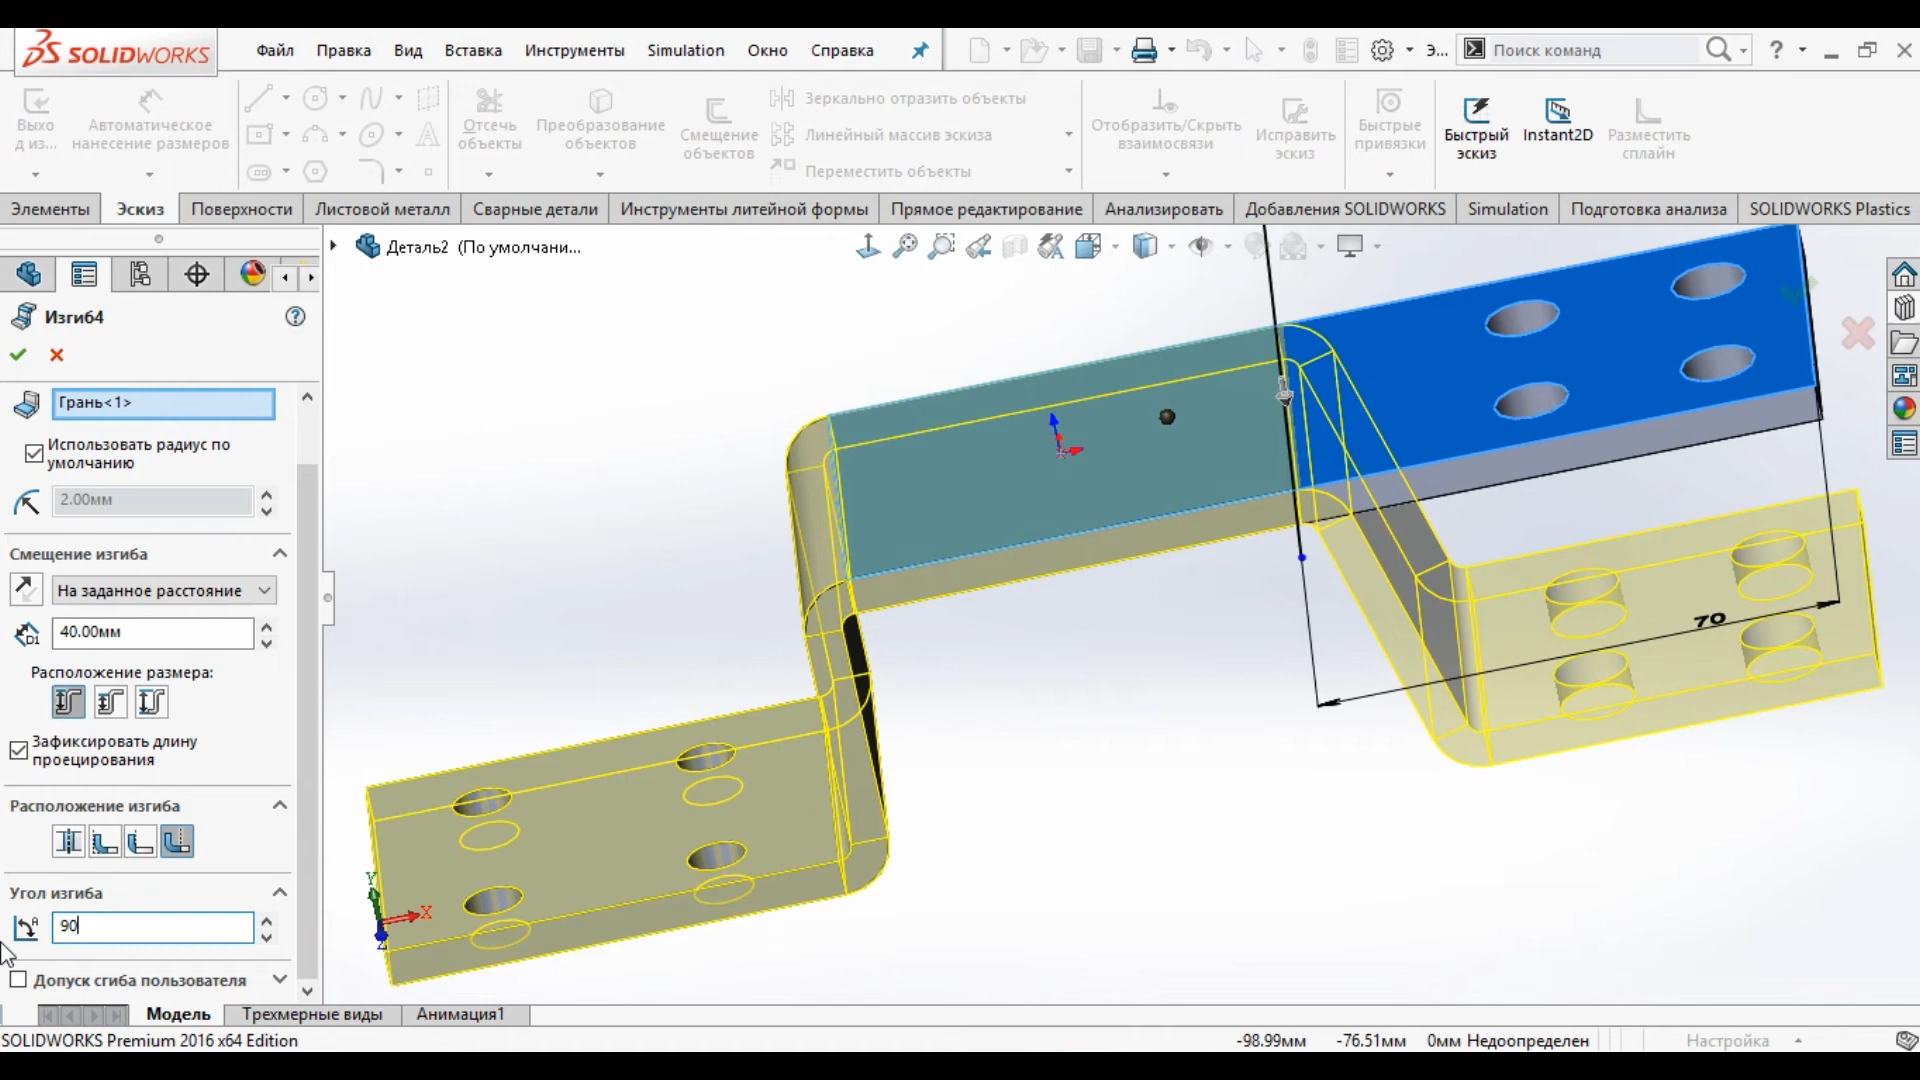 SOLIDWORKS
Файл Правка Вид Вставка Инструменты Simulation Окно Справка
Э...
Поиск команд
?
Выхо
д из...
Автоматическое
нанесение размеров
Отсечь
объекты
Преобразование
объектов
Смещение
объектов
Зеркально отразить объекты
Линейный массив эскиза
Переместить объекты
Отобразить/Скрыть
взаимосвязи
Исправить
эскиз
Быстрые
привязки
Быстрый
эскиз
Instant2D
Разместить
сплайн
Элементы Эскиз Поверхности Листовой металл Сварные детали Инструменты литейной формы Прямое редактирование Анализировать Добавления SOLIDWORKS Simulation Подготовка анализа SOLIDWORKS Plastics
Деталь2 (По умолчани...
Изгиб4
Грань<1>
Использовать радиус по
умолчанию
2.00мм
Смещение изгиба
На заданное расстояние
40.00мм
Расположение размера:
Зафиксировать длину
проецирования
Расположение изгиба
Угол изгиба
90
Допуск сгиба пользователя
70
Y
X
Z
Модель Трехмерные виды Анимация1
SOLIDWORKS Premium 2016 x64 Edition
-98.99мм -76.51мм 0мм Недоопределен
Настройка